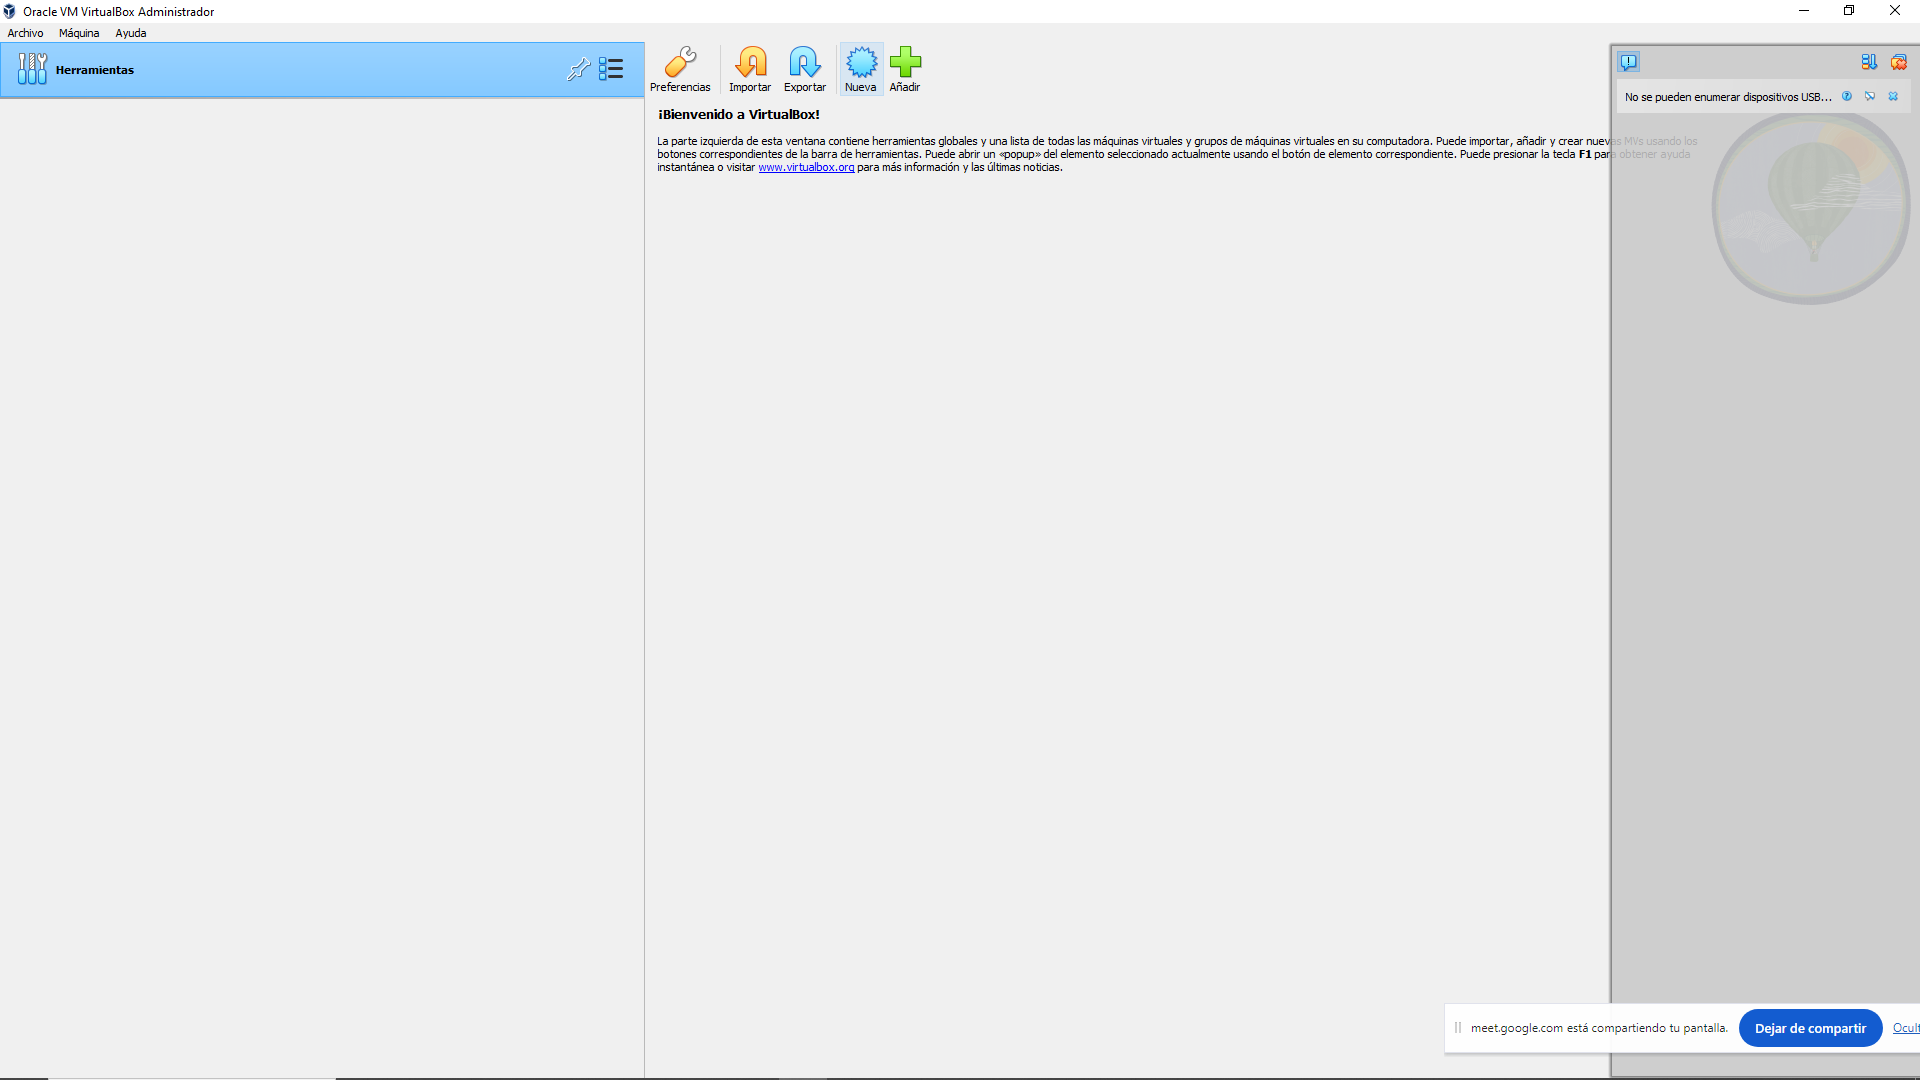 Oracle VM VirtualBox Administrador
Archivo Máquina Ayuda
Herramientas
Preferencias Importar Exportar Nueva Añadir
¡Bienvenido a VirtualBox!
La parte izquierda de esta ventana contiene herramientas globales y una lista de todas las máquinas virtuales y grupos de máquinas virtuales en su computadora. Puede importar, añadir y crear nuevas MVs usando los
botones correspondientes de la barra de herramientas. Puede abrir un «popup» del elemento seleccionado actualmente usando el botón de elemento correspondiente. Puede presionar la tecla F1 para obtener ayuda
instantánea o visitar www.virtualbox.org para más información y las últimas noticias.
No se pueden enumerar dispositivos USB...
meet.google.com está compartiendo tu pantalla. Dejar de compartir Ocult